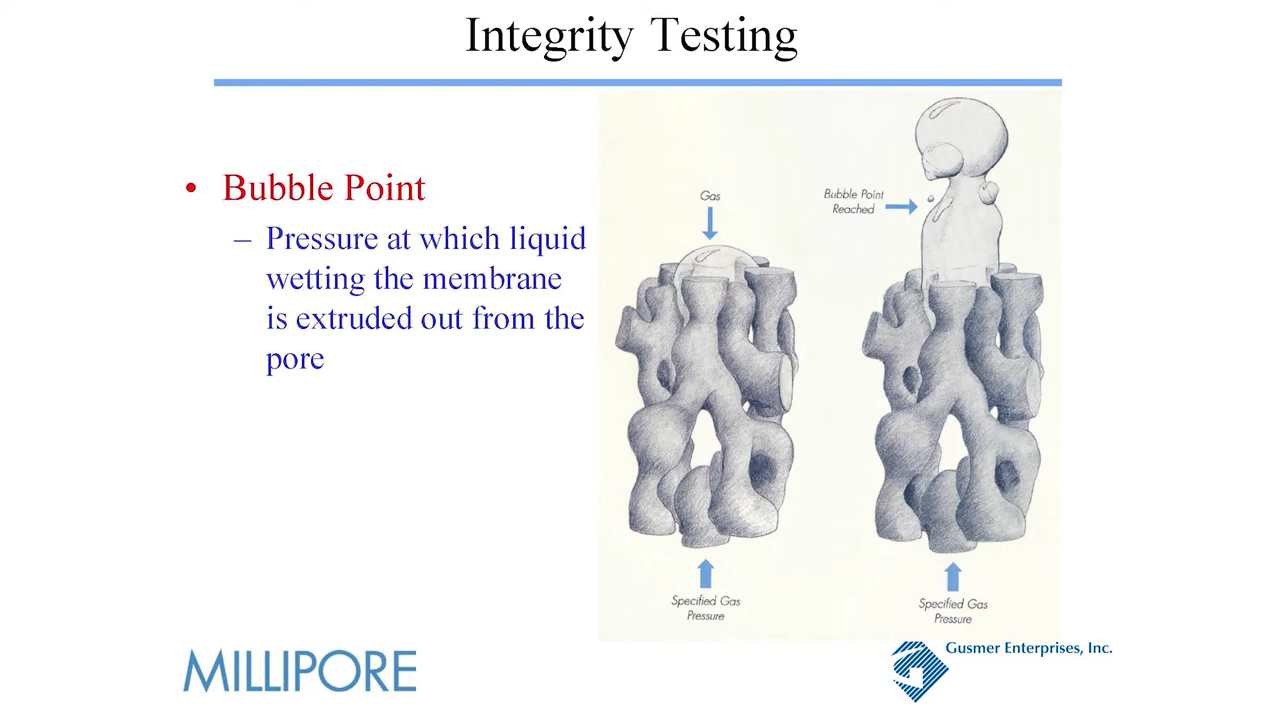 Integrity Testing
• Bubble Point
– Pressure at which liquid
wetting the membrane
is extruded out from the
pore
Gas
Bubble Point
Reached
Specified Gas
Pressure
Specified Gas
Pressure
MILLIPORE
Gusmer Enterprises, Inc.